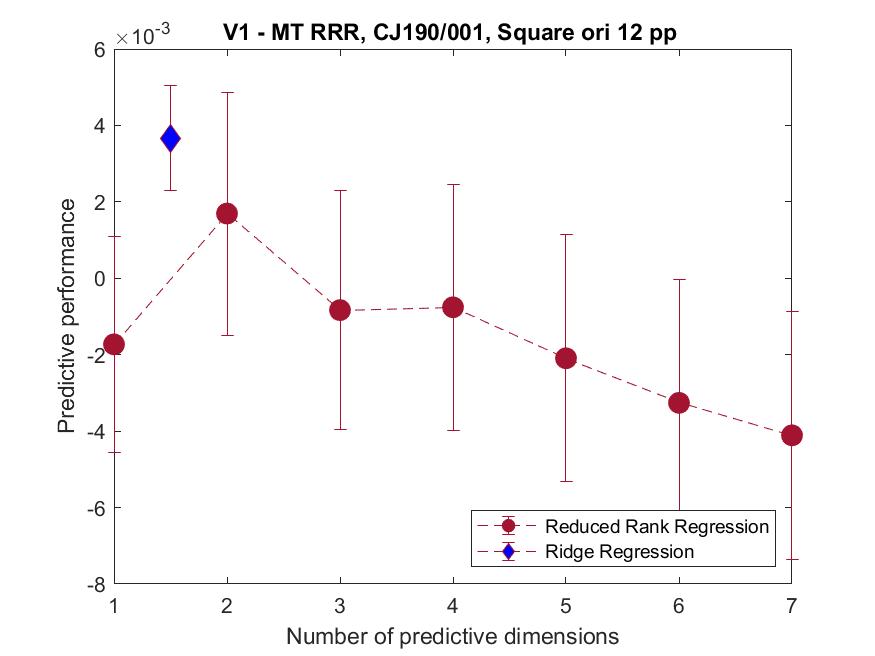 ×10-3
V1 - MT RRR, CJ190/001, Square ori 12 pp
6
4
2
0
-2
-4
-6
-8
Predictive performance
1 2 3 4 5 6 7
Number of predictive dimensions
Reduced Rank Regression
Ridge Regression